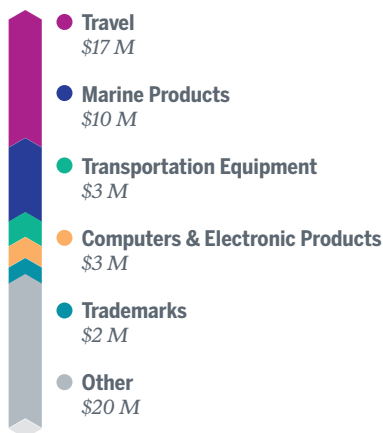 Travel
$17 M
Marine Products
$10 M
Transportation Equipment
$3 M
Computers & Electronic Products
$3 M
Trademarks
$2 M
Other
$20 M